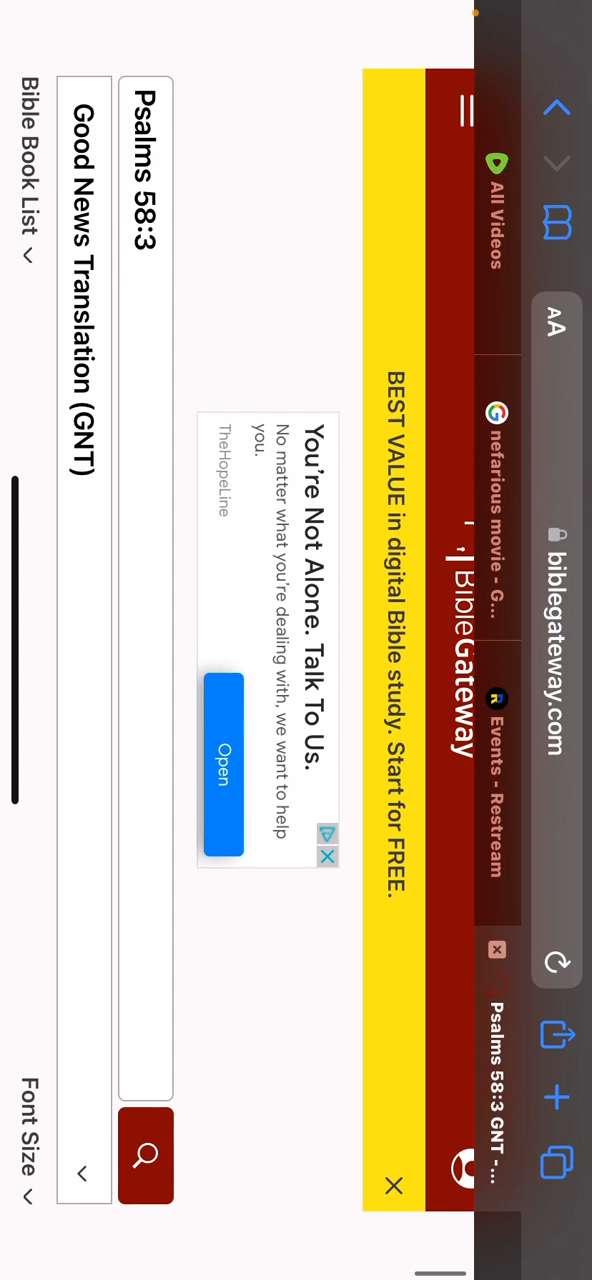 AA
biblegateway.com
All Videos
nefarious movie - G...
Events - Restream
Psalms 58:3 GNT -...
BibleGateway
BEST VALUE in digital Bible study. Start for FREE.
You're Not Alone. Talk To Us.
No matter what you're dealing with, we want to help
you.
TheHopeLine
Open
Psalms 58:3
Good News Translation (GNT)
Bible Book List
Font Size